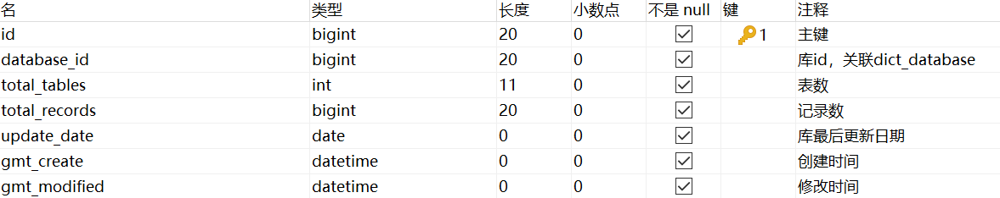 名 类型 长度 小数点 不是 null 键 注释
id bigint 20 0 1 主键
database_id bigint 20 0 库id，关联dict_database
total_tables int 11 0 表数
total_records bigint 20 0 记录数
update_date date 0 0 库最后更新日期
gmt_create datetime 0 0 创建时间
gmt_modified datetime 0 0 修改时间